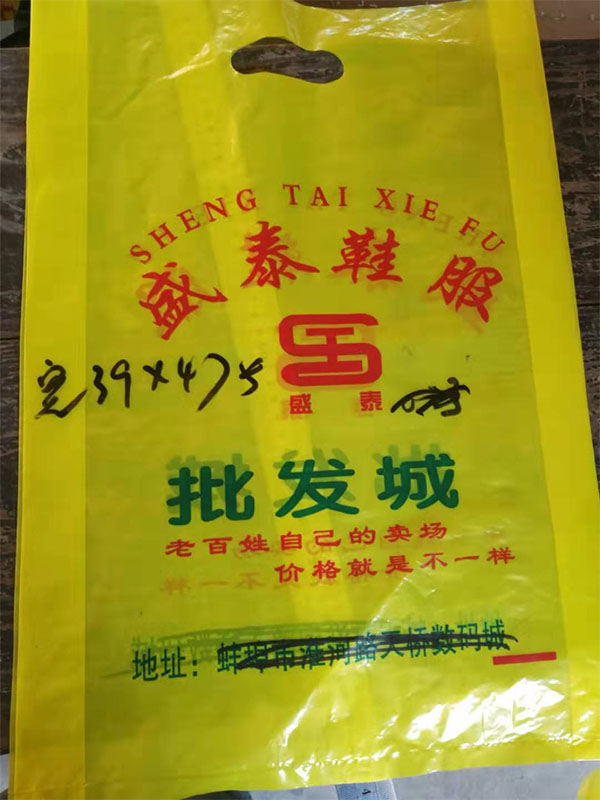 SHENG TAI XIE FU
盛泰鞋服
宽39×475
盛泰
批发城
老百姓自己的卖场
价格就是不一样
地址：蚌埠市淮河路天桥数码城